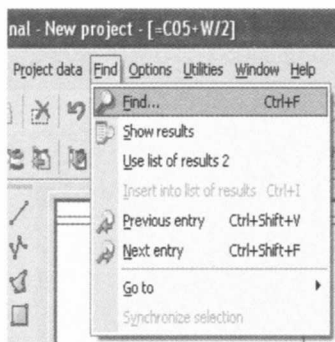 nal - New project - [=C05+W/2]
Project data Find Options Utilities Window Help
Find... Ctrl+F
Show results
Use list of results 2
Insert into list of results Ctrl+I
Previous entry Ctrl+Shift+V
Next entry Ctrl+Shift+F
Go to
Synchronize selection